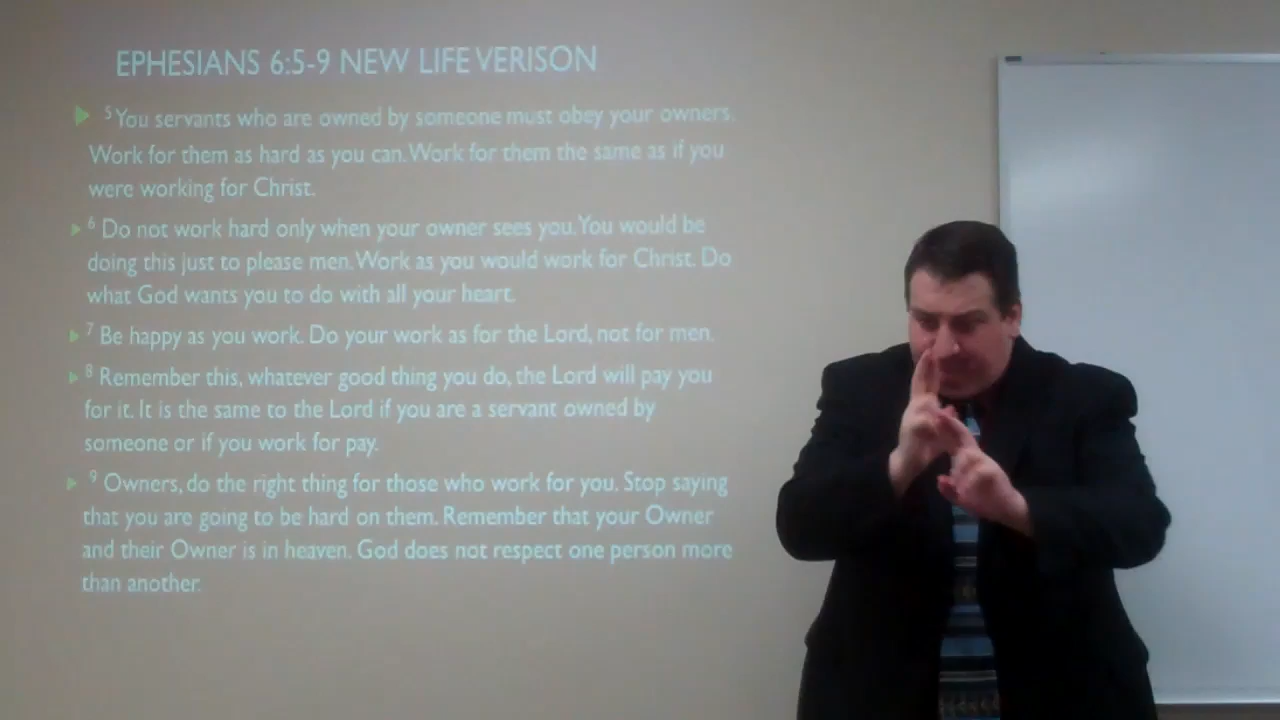 EPHESIANS 6:5-9 NEW LIFE VERISON
5 You servants who are owned by someone must obey your owners.
Work for them as hard as you can. Work for them the same as if you
were working for Christ.
6 Do not work hard only when your owner sees you. You would be
doing this just to please men. Work as you would work for Christ. Do
what God wants you to do with all your heart.
7 Be happy as you work. Do your work as for the Lord, not for men.
8 Remember this, whatever good thing you do, the Lord will pay you
for it. It is the same to the Lord if you are a servant owned by
someone or if you work for pay.
9 Owners, do the right thing for those who work for you. Stop saying
that you are going to be hard on them. Remember that your Owner
and their Owner is in heaven. God does not respect one person more
than another.